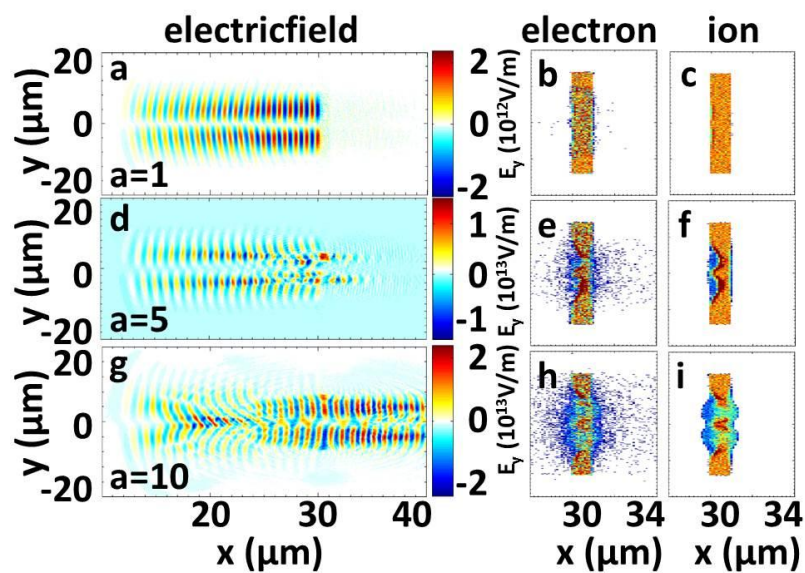 electricfield electron ion
20 0 -20 y (μm) a a=1 2 0 -2 E_y (10^12V/m) b c
20 0 -20 y (μm) d a=5 1 0 -1 E_y (10^13V/m) e f
20 0 -20 y (μm) g a=10 2 0 -2 E_y (10^13V/m) h i
20 30 40 30 34 30 34
x (μm) x (μm) x (μm)